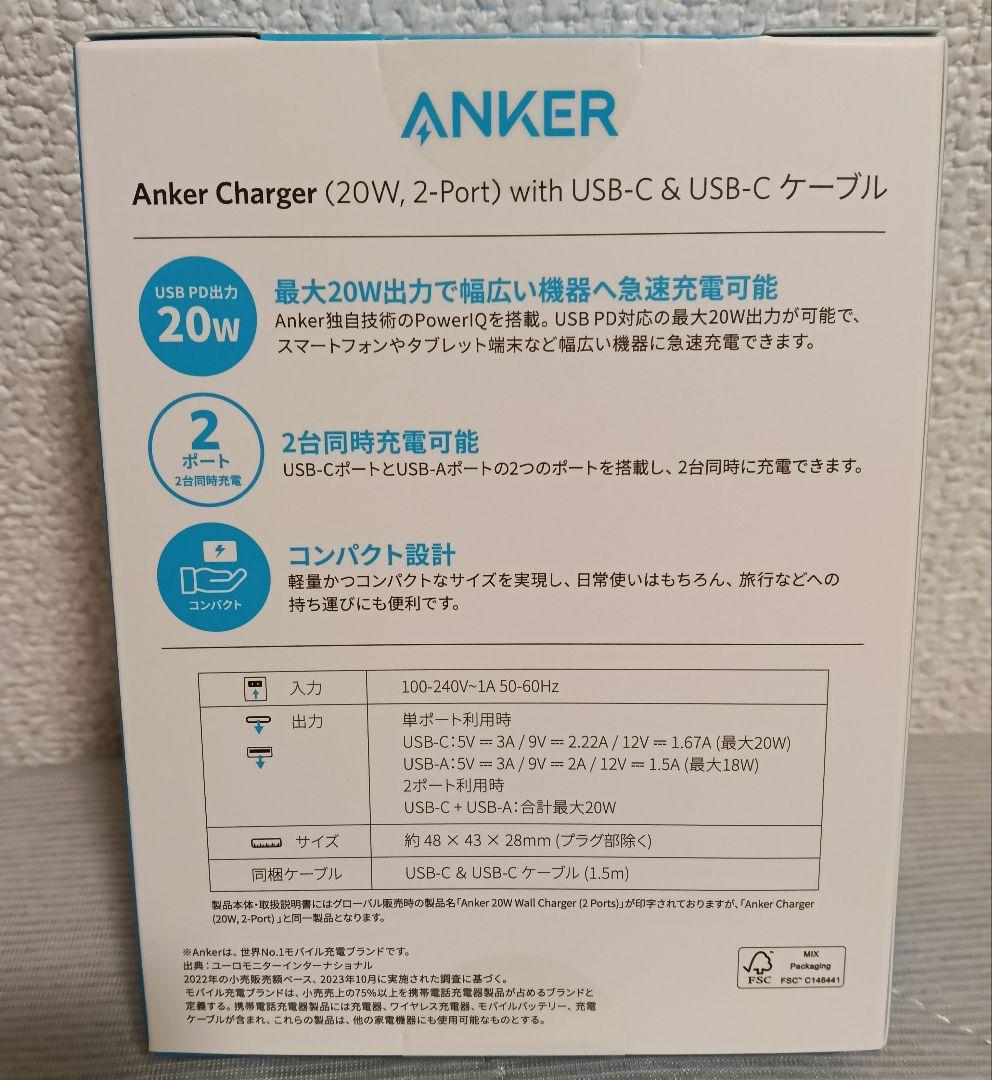 ANKER
Anker Charger (20W, 2-Port) with USB-C & USB-C ケーブル
USB PD出力
20W
最大20W出力で幅広い機器へ急速充電可能
Anker独自技術のPowerIQを搭載。USB PD対応の最大20W出力が可能で、
スマートフォンやタブレット端末など幅広い機器に急速充電できます。
2
ポート
2台同時充電
2台同時充電可能
USB-CポートとUSB-Aポートの2つのポートを搭載し、2台同時に充電できます。
コンパクト
コンパクト設計
軽量かつコンパクトなサイズを実現し、日常使いはもちろん、旅行などへの
持ち運びにも便利です。
入力 100-240V~1A 50-60Hz
出力 単ポート利用時
USB-C:5V ⎓ 3A / 9V ⎓ 2.22A / 12V ⎓ 1.67A (最大20W)
USB-A:5V ⎓ 3A / 9V ⎓ 2A / 12V ⎓ 1.5A (最大18W)
2ポート利用時
USB-C + USB-A:合計最大20W
サイズ 約 48 × 43 × 28mm (プラグ部除く)
同梱ケーブル USB-C & USB-C ケーブル (1.5m)
製品本体・取扱説明書にはグローバル販売時の製品名「Anker 20W Wall Charger (2 Ports)」が印字されておりますが、「Anker Charger
(20W, 2-Port) 」と同一製品となります。
※Ankerは、世界No.1モバイル充電ブランドです。
出典:ユーロモニターインターナショナル
2022年の小売販売額ベース、2023年10月に実施された調査に基づく。
モバイル充電ブランドは、小売売上の75%以上を携帯電話充電器製品が占めるブランドと
定義する。携帯電話充電器製品には充電器、ワイヤレス充電器、モバイルバッテリー、充電
ケーブルが含まれ、これらの製品は、他の家電機器にも使用可能なものとする。
MIX
Packaging
FSC FSC™ C148441